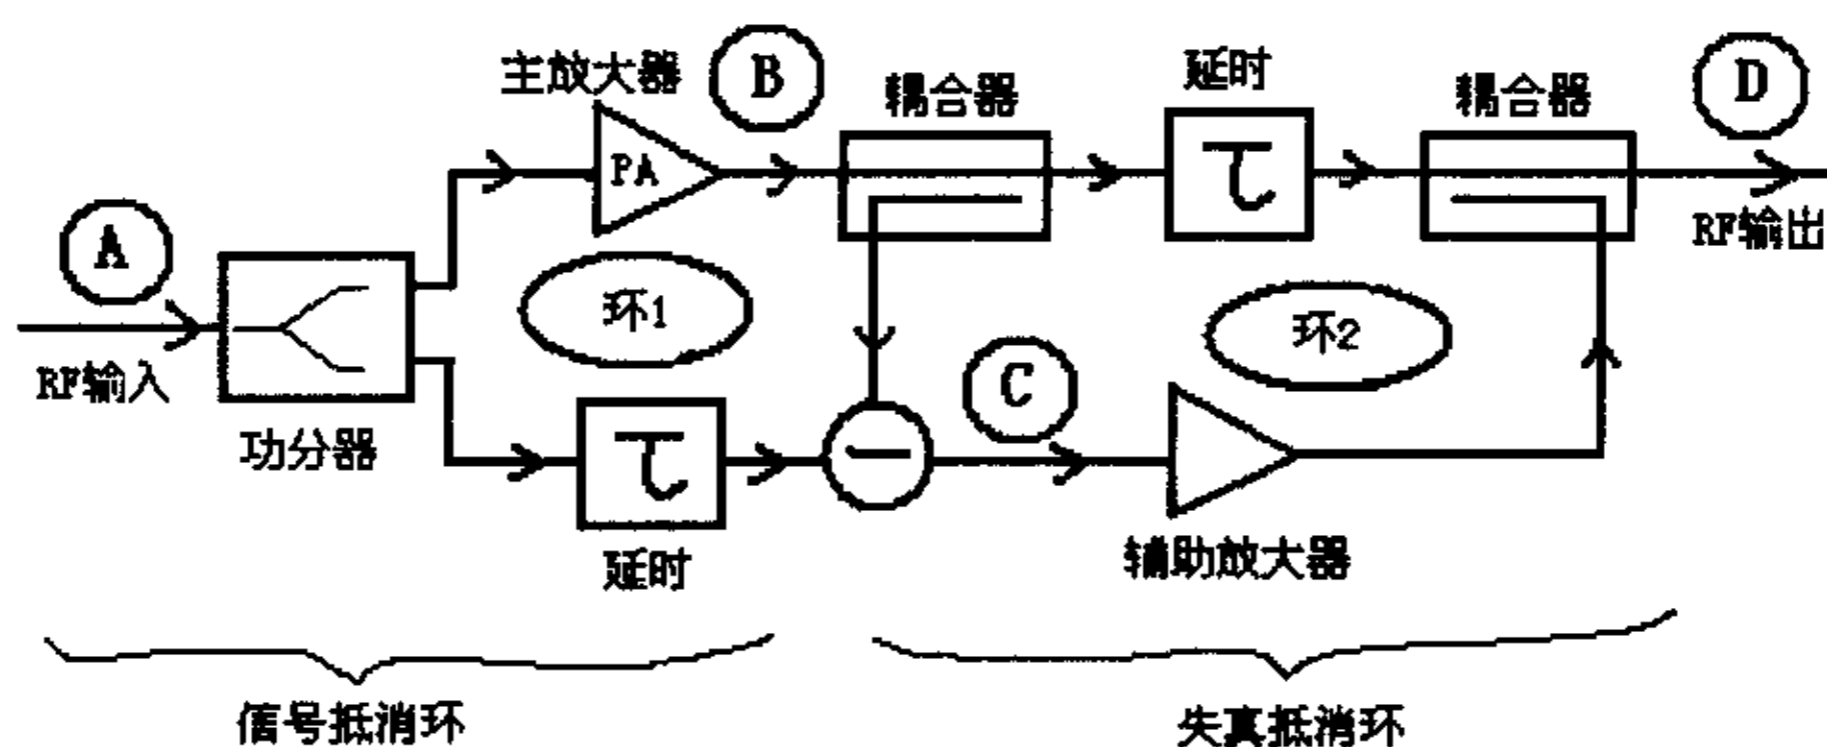 主放大器
B
耦合器
延时
耦合器
D
PA
τ
A
RF输入
功分器
环1
环2
RF输出
C
τ
延时
辅助放大器
信号抵消环
失真抵消环